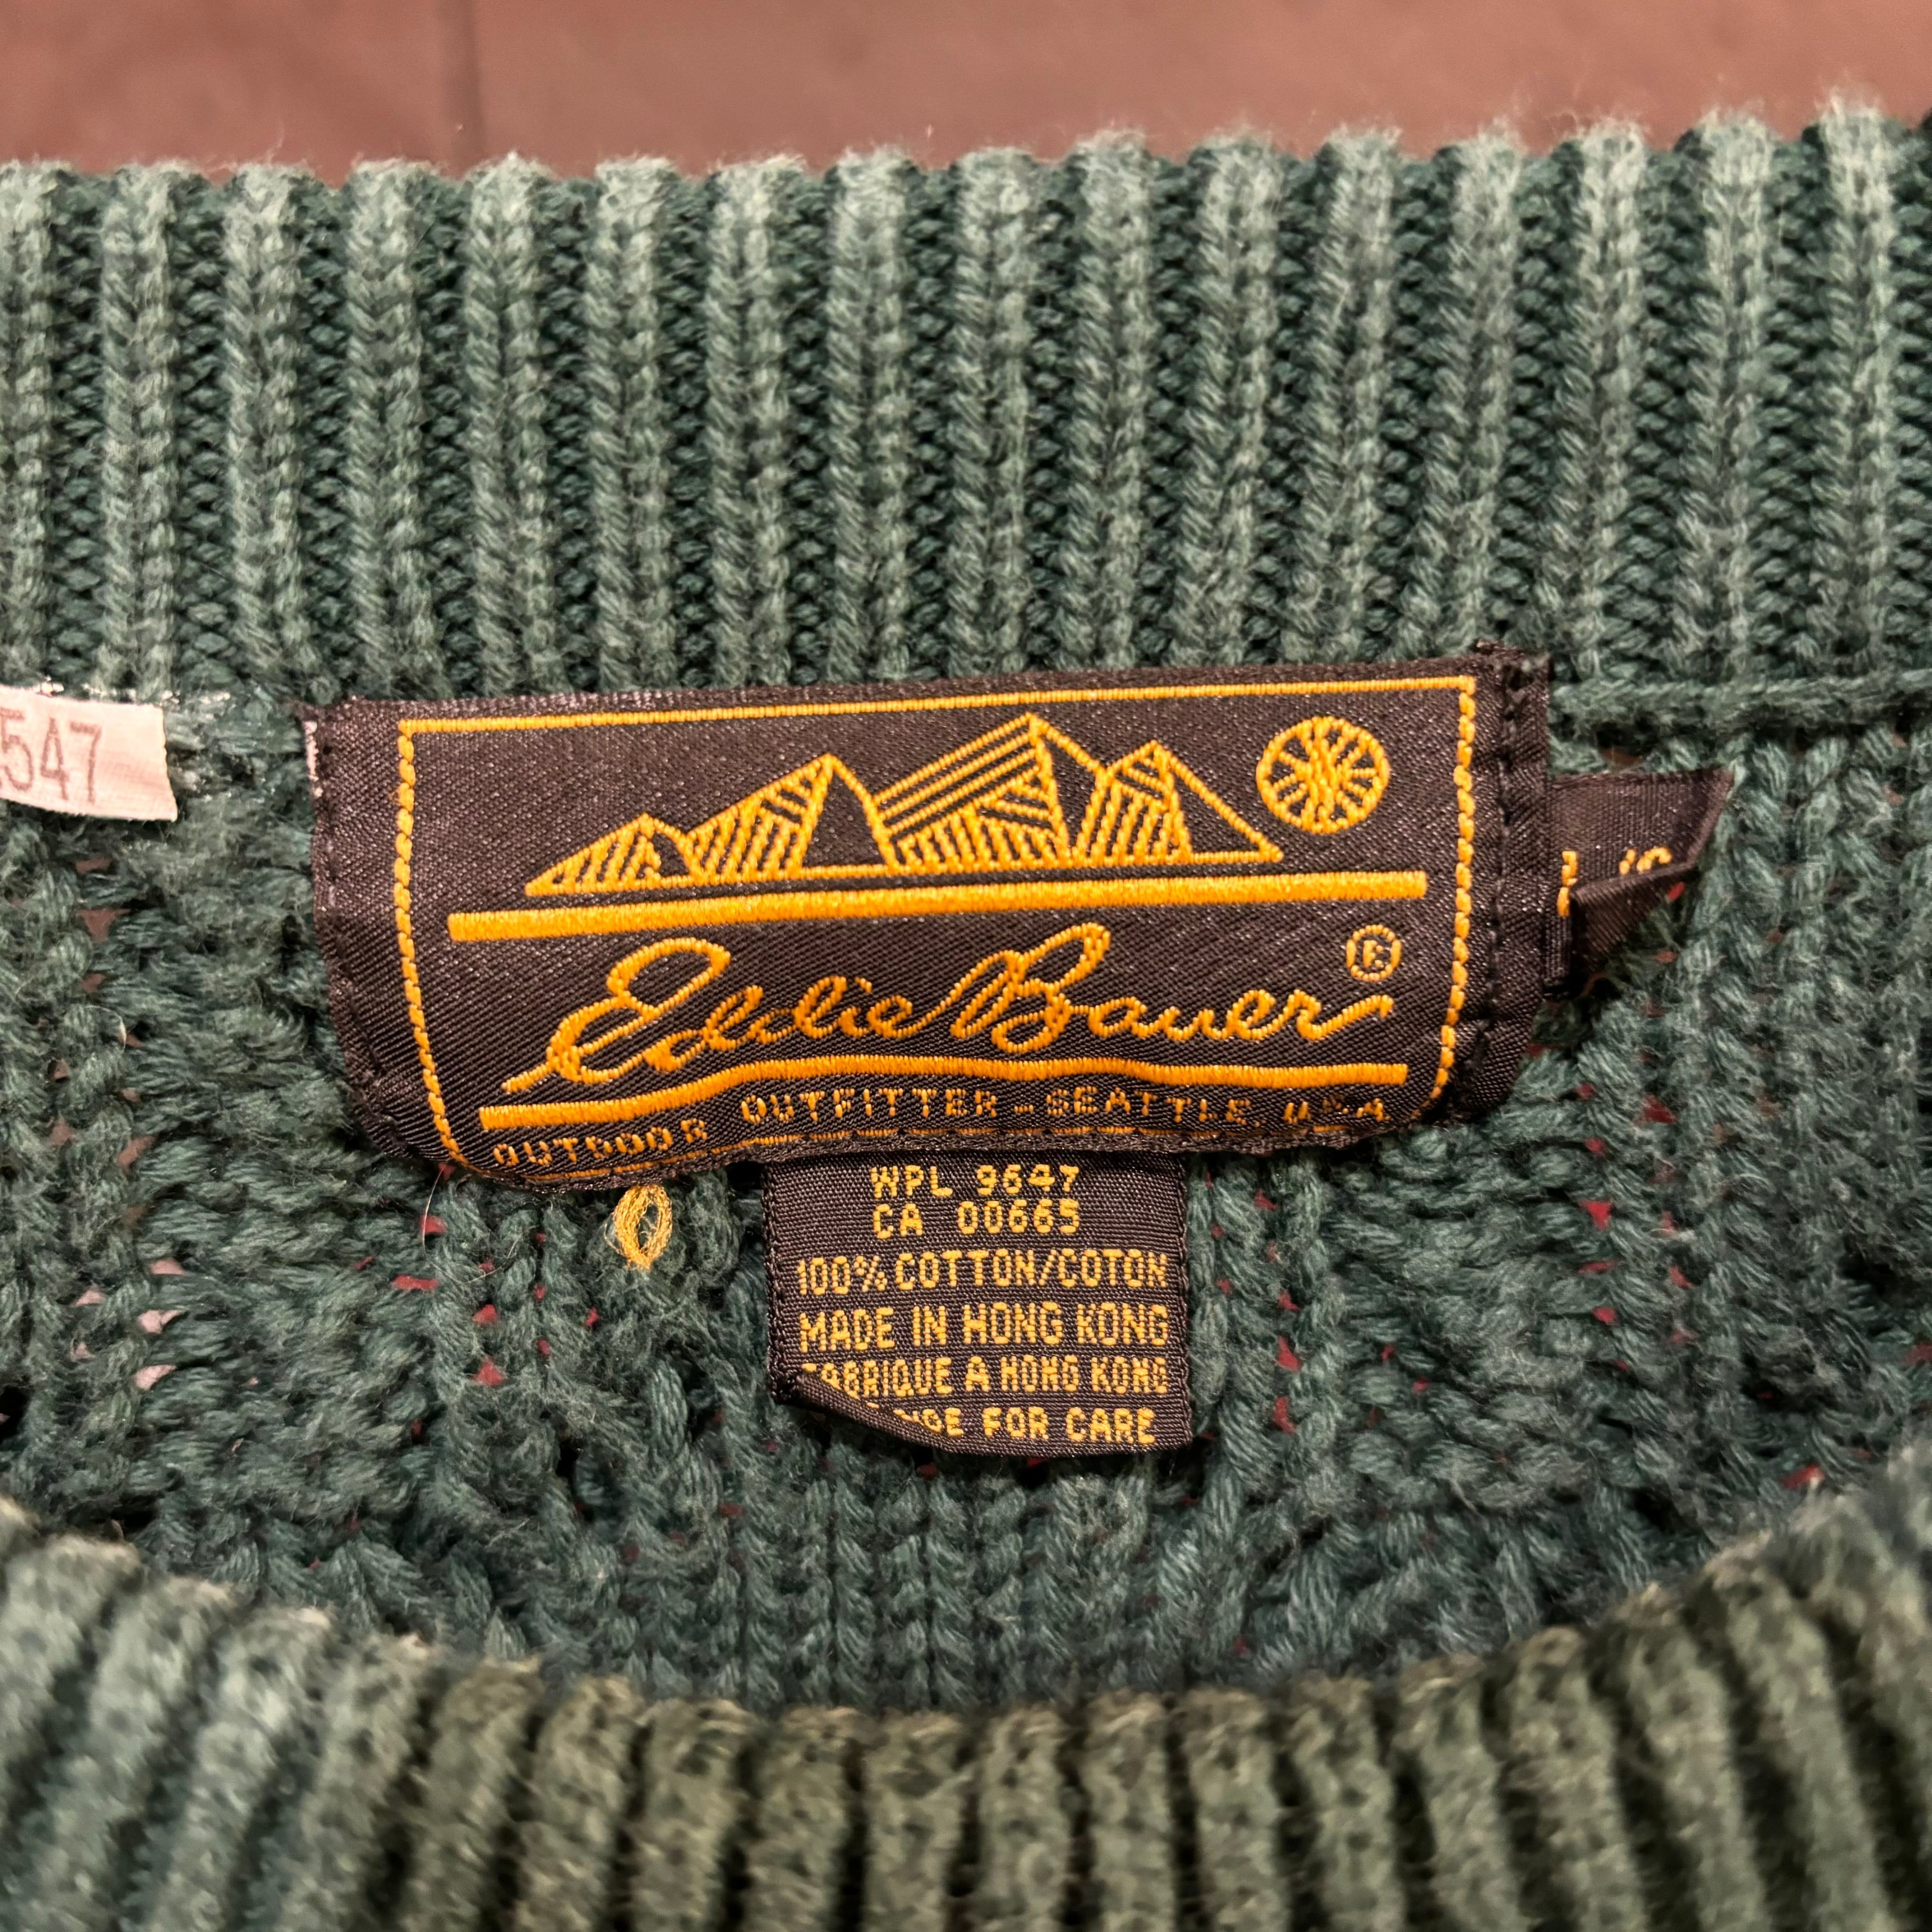 547
Eddie Bauer ®
OUTDOOR OUTFITTER - SEATTLE, U.S.A.
WPL 9647
CA 00665
100% COTTON/COTON
MADE IN HONG KONG
FABRIQUE A HONG KONG
FOR CARE